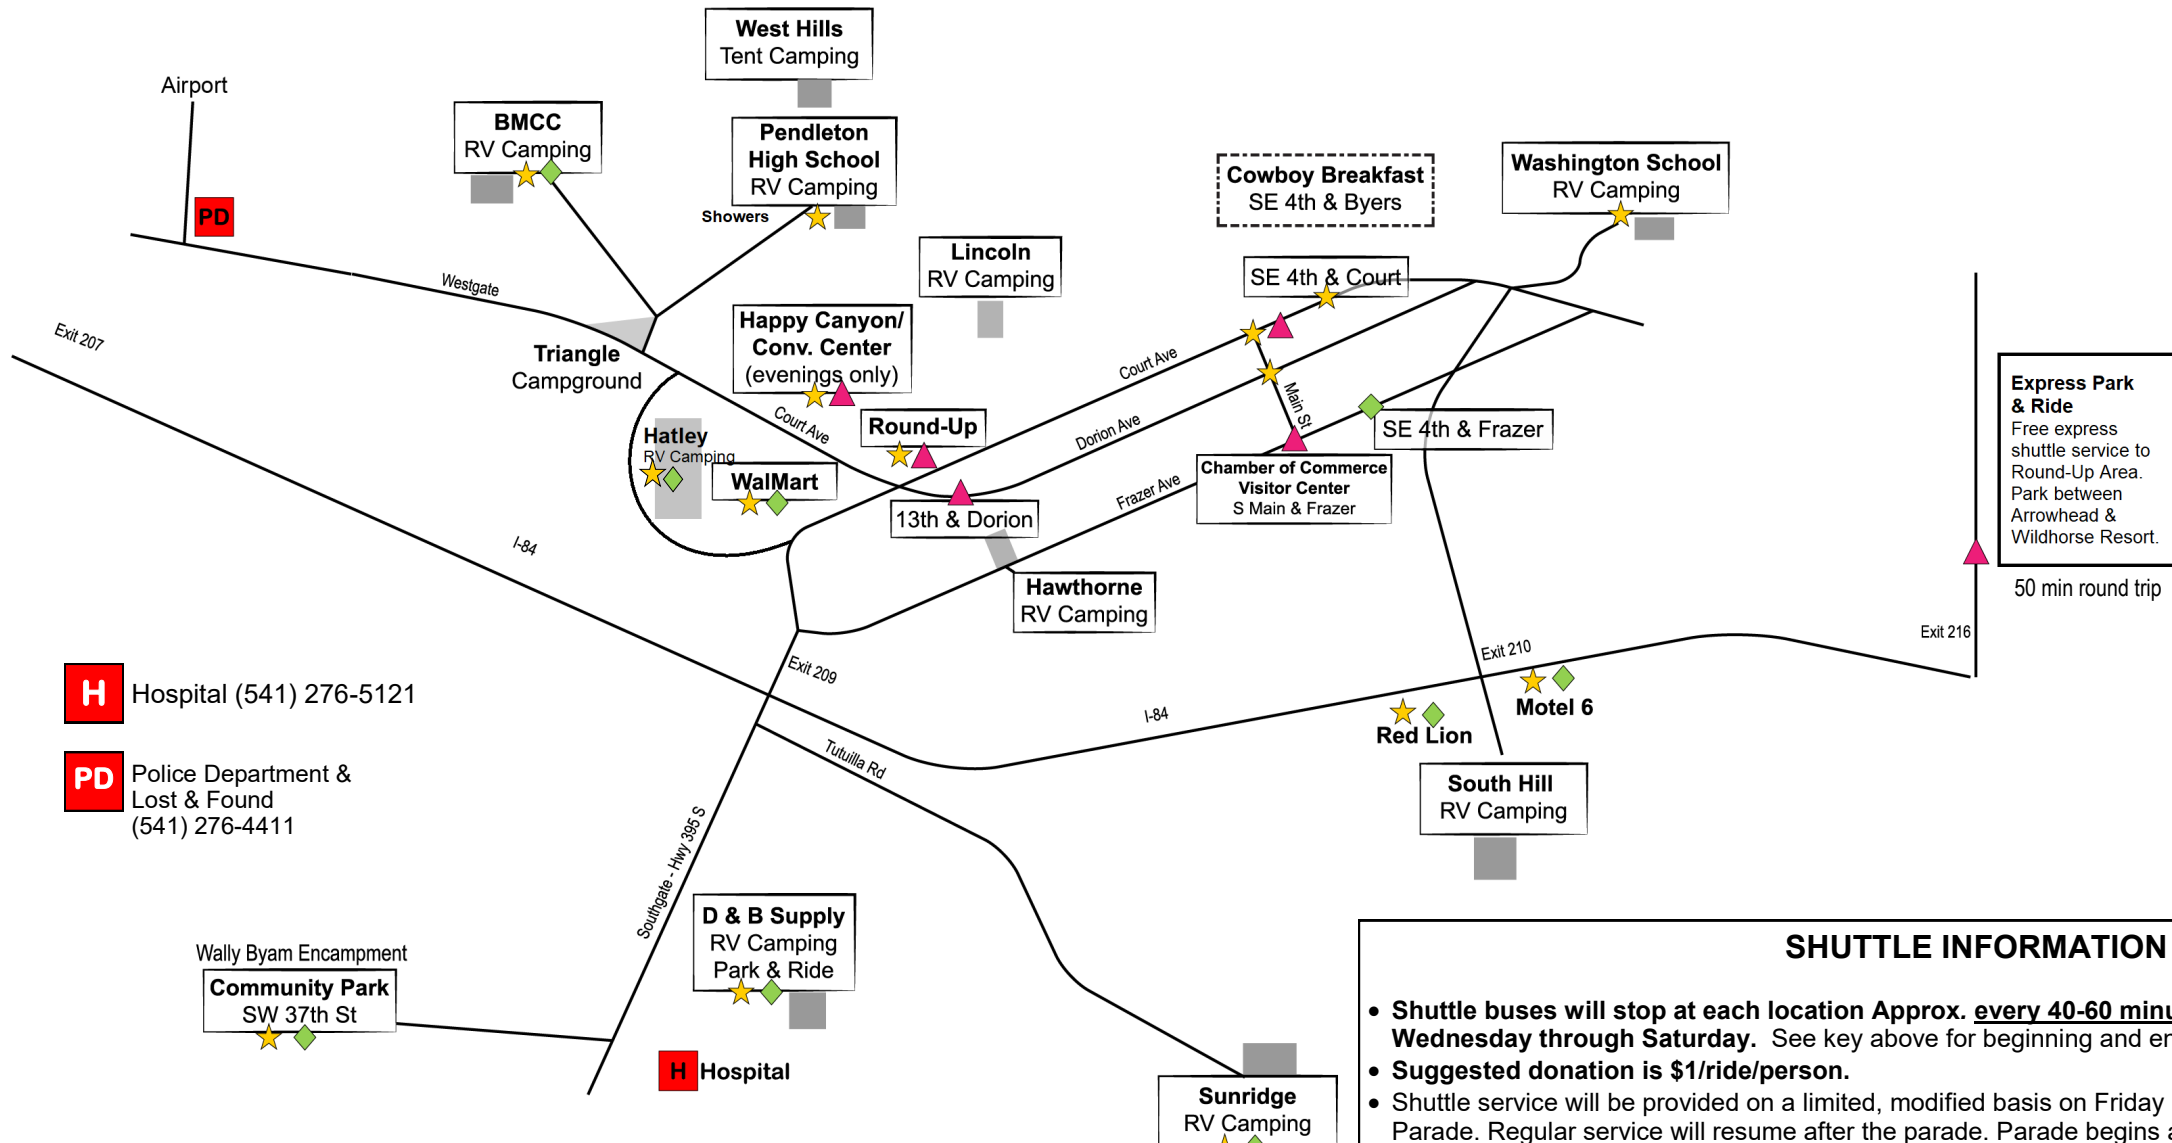 West Hills
Tent Camping
Airport
BMCC
RV Camping
Pendleton
High School
RV Camping
Showers
Cowboy Breakfast
SE 4th & Byers
Washington School
RV Camping
PD
Lincoln
RV Camping
SE 4th & Court
Westgate
Exit 207
Happy Canyon/
Conv. Center
(evenings only)
Triangle
Campground
Court Ave
Court Ave
Main St
Dorion Ave
Round-Up
Hatley
RV Camping
WalMart
SE 4th & Frazer
Chamber of Commerce
Visitor Center
S Main & Frazer
Frazer Ave
13th & Dorion
Express Park
& Ride
Free express
shuttle service to
Round-Up Area.
Park between
Arrowhead &
Wildhorse Resort.
50 min round trip
I-84
Hawthorne
RV Camping
Exit 216
Exit 210
Exit 209
H
Hospital (541) 276-5121
Motel 6
Red Lion
I-84
Tutuilla Rd
PD
Police Department &
Lost & Found
(541) 276-4411
South Hill
RV Camping
Southgate - Hwy 395 S
D & B Supply
RV Camping
Park & Ride
Wally Byam Encampment
Community Park
SW 37th St
H Hospital
Sunridge
RV Camping
SHUTTLE INFORMATION
• Shuttle buses will stop at each location Approx. every 40-60 minu
Wednesday through Saturday. See key above for beginning and en
• Suggested donation is $1/ride/person.
• Shuttle service will be provided on a limited, modified basis on Friday
Parade. Regular service will resume after the parade. Parade begins a